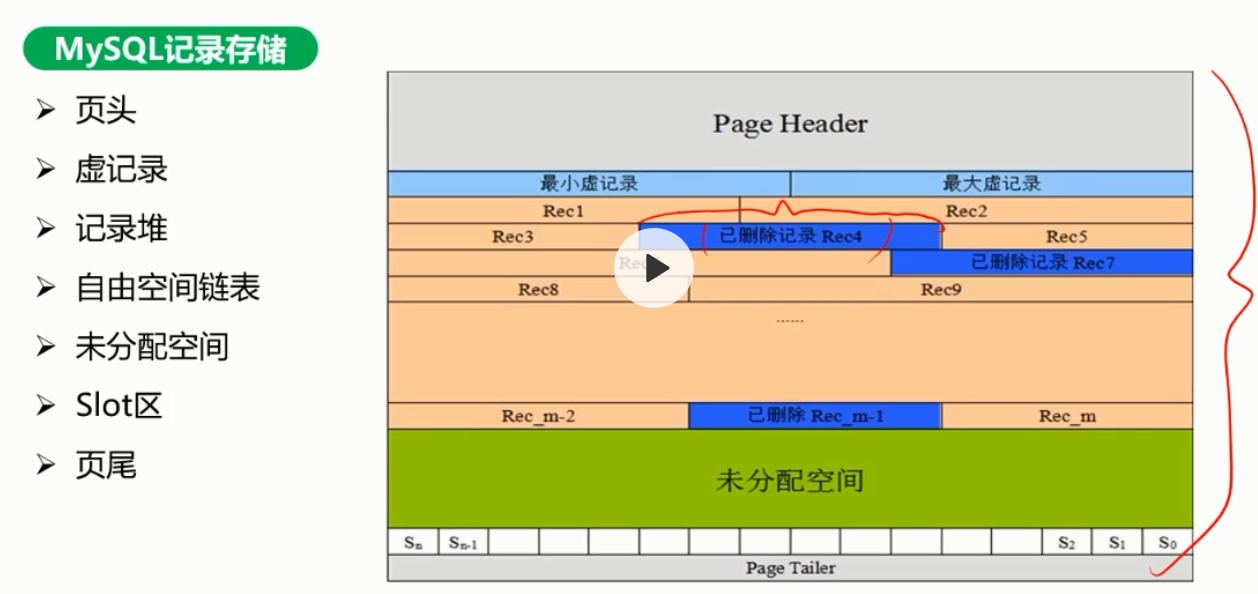 MySQL记录存储
页头
虚记录
记录堆
自由空间链表
未分配空间
Slot区
页尾
Page Header
最小虚记录 最大虚记录
Rec1 Rec2
Rec3 已删除记录 Rec4 Rec5
已删除记录 Rec7
Rec8 Rec9
......
Rec_m-2 已删除 Rec_m-1 Rec_m
未分配空间
Sn Sn-1 S2 S1 S0
Page Tailer